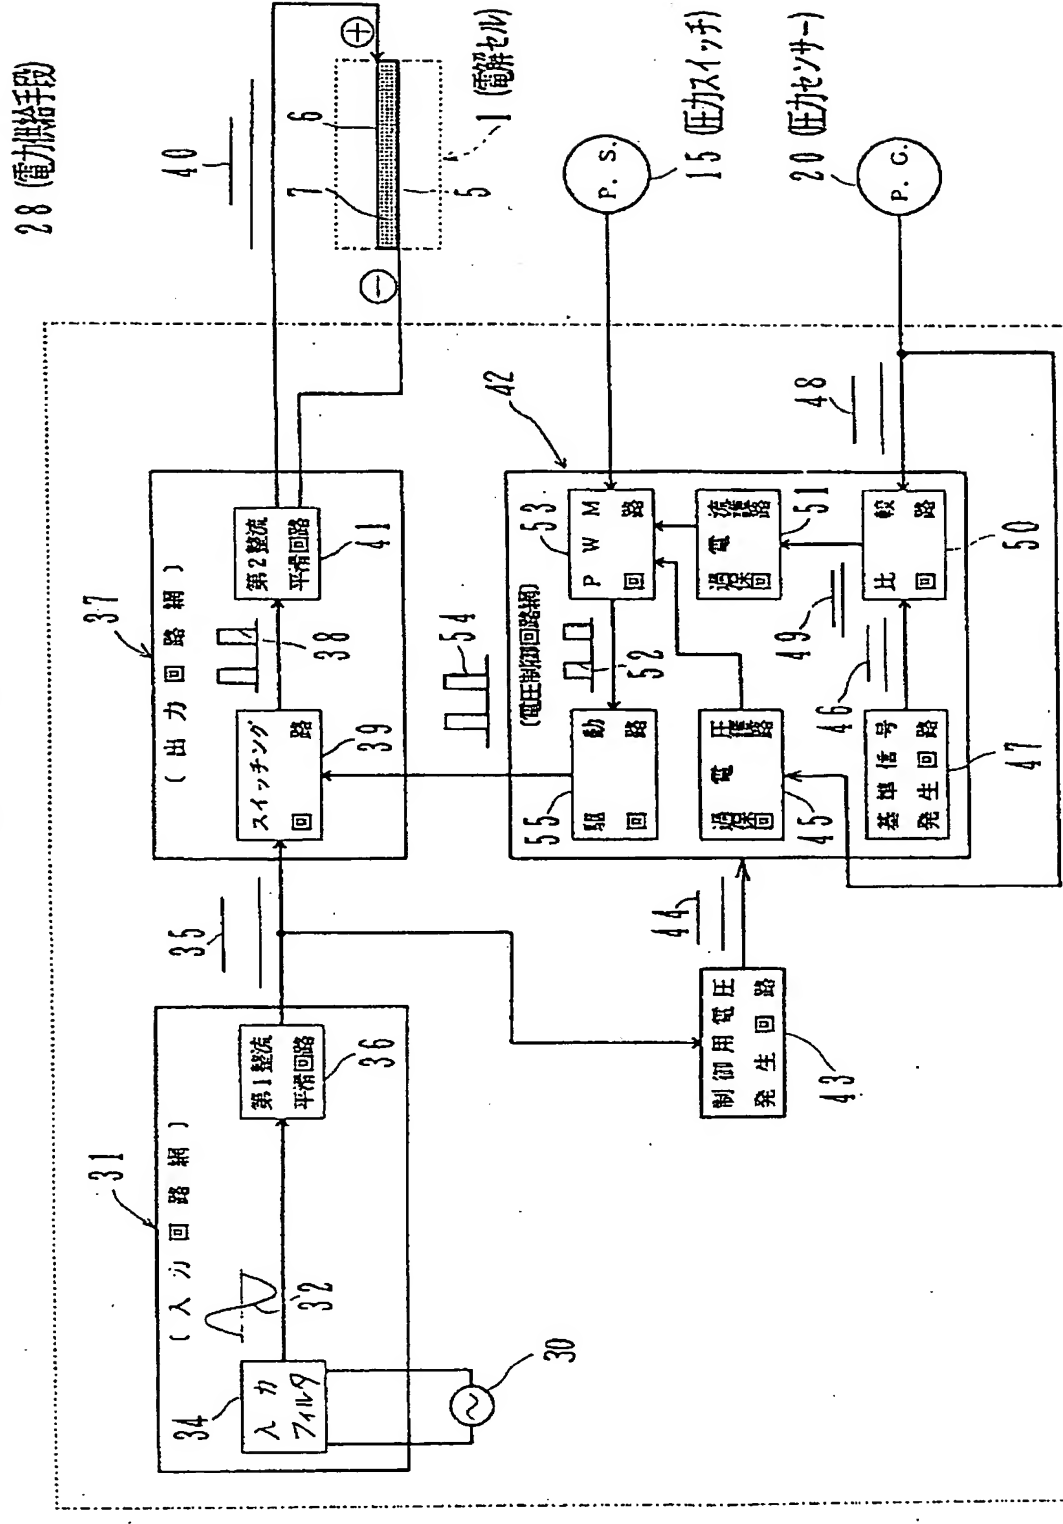 28 (電力供給手段)
31
(入力回路網)
34
入力
フィルタ
32
第1整流
平滑回路
36
30
35
37
(出力回路網)
スイッチング
回路
39
38
第2整流
平滑回路
41
40
7
6
5
1 (電解セル)
制御用電圧
発生回路
43
44
54
42
(電圧制御回路網)
55
駆動
回路
52
53
PWM
回路
過電圧
保護
回路
45
過電流
保護
回路
51
基準信号
発生回路
47
46
49
比較
回路
50
48
P. S.
15 (圧力スイッチ)
P. G.
20 (圧力センサー)